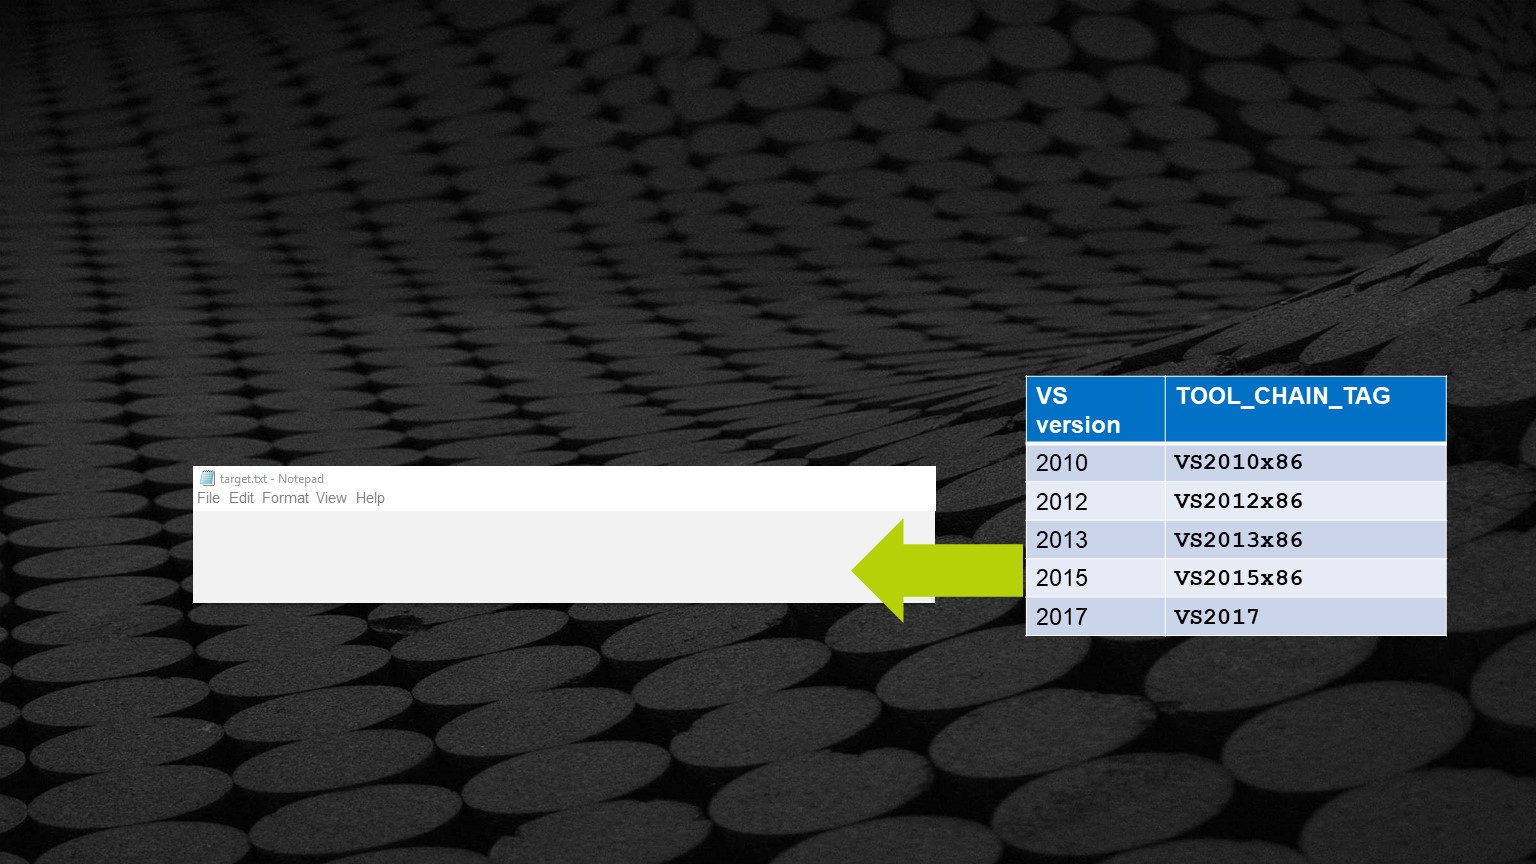 target.txt - Notepad
File Edit Format View Help
VS version TOOL_CHAIN_TAG
2010 VS2010x86
2012 VS2012x86
2013 VS2013x86
2015 VS2015x86
2017 VS2017